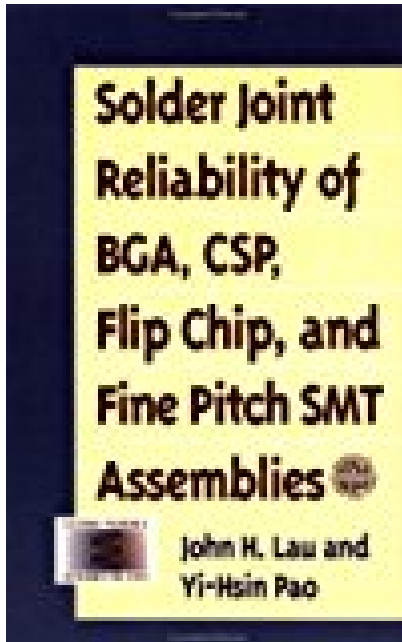 Solder Joint
Reliability of
BGA, CSP,
Flip Chip, and
Fine Pitch SMT
Assemblies
John H. Lau and
Yi-Hsin Pao